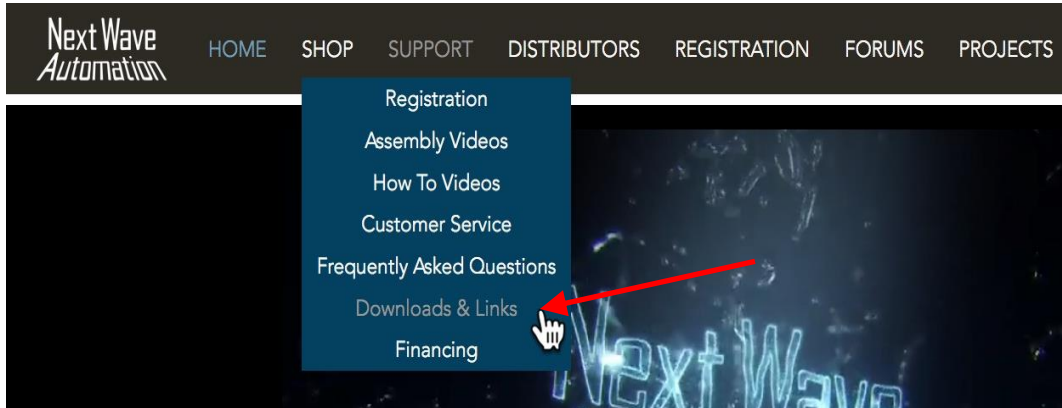 Next Wave
Automation
HOME SHOP SUPPORT DISTRIBUTORS REGISTRATION FORUMS PROJECTS
Registration
Assembly Videos
How To Videos
Customer Service
Frequently Asked Questions
Downloads & Links
Financing
Next Wave